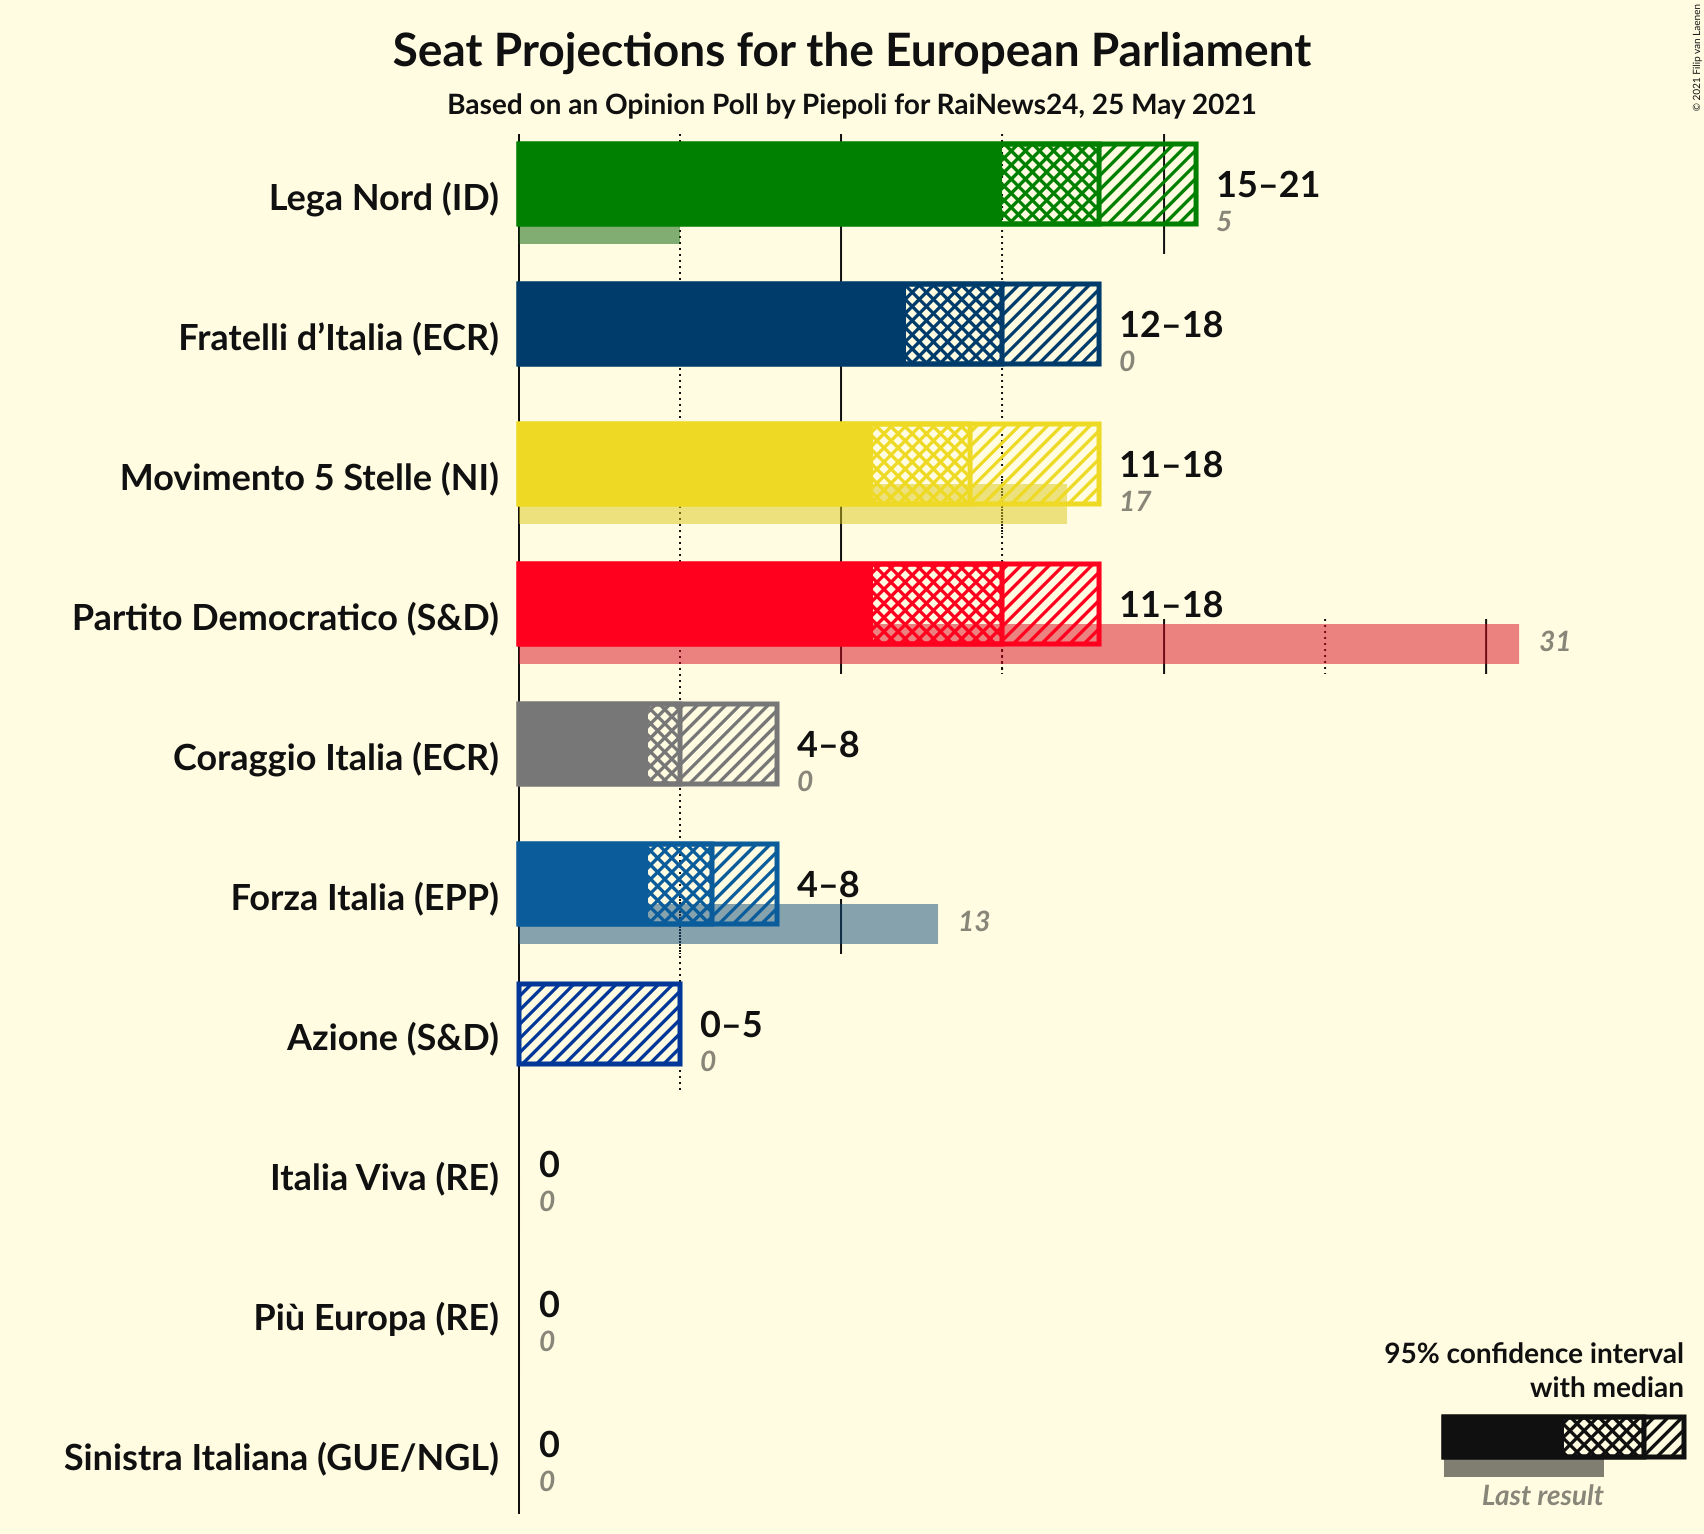 Seat Projections for the European Parliament
Based on an Opinion Poll by Piepoli for RaiNews24, 25 May 2021
© 2021 Filip van Laenen
Lega Nord (ID)
15–21
5
Fratelli d’Italia (ECR)
12–18
0
Movimento 5 Stelle (NI)
11–18
17
Partito Democratico (S&D)
11–18
31
Coraggio Italia (ECR)
4–8
0
Forza Italia (EPP)
4–8
13
Azione (S&D)
0–5
0
Italia Viva (RE)
0
0
Più Europa (RE)
0
0
Sinistra Italiana (GUE/NGL)
0
0
95% confidence interval
with median
Last result